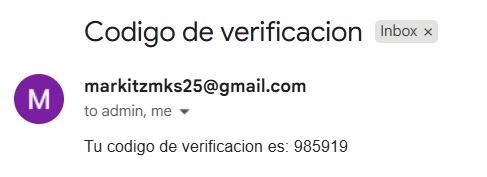 Codigo de verificacion Inbox ×
M
markitzmks25@gmail.com
to admin, me
Tu codigo de verificacion es: 985919